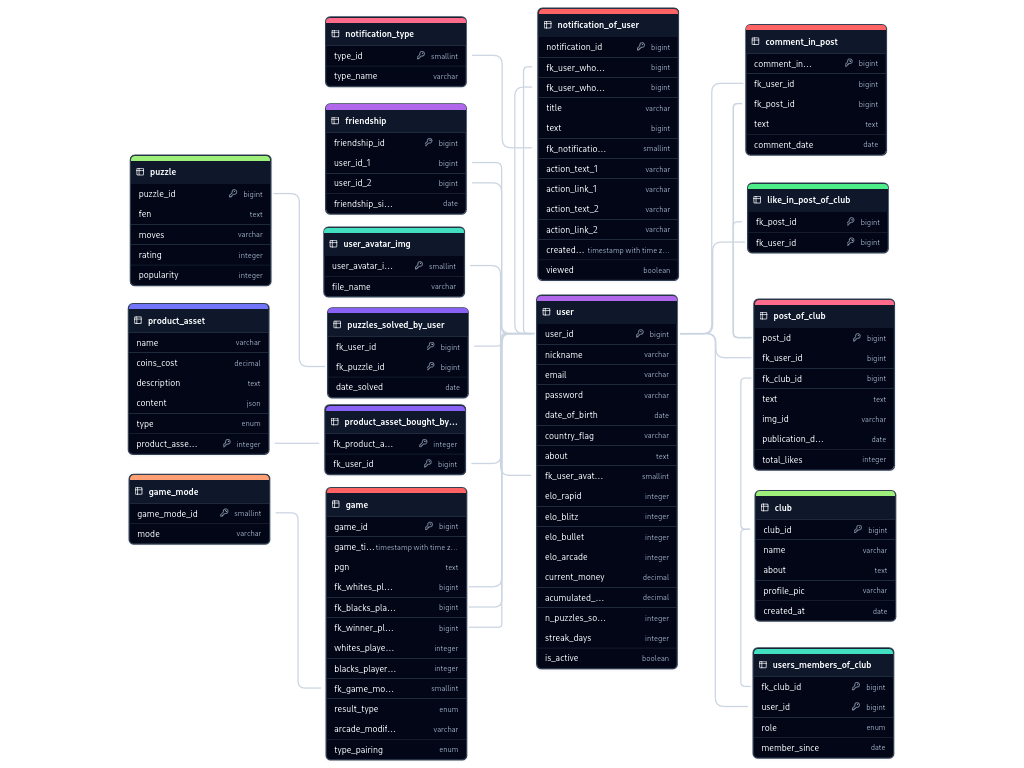 puzzle
puzzle_id bigint
fen text
moves varchar
rating integer
popularity integer
product_asset
name varchar
coins_cost decimal
description text
content json
type enum
product_asse... integer
game_mode
game_mode_id smallint
mode varchar
notification_type
type_id smallint
type_name varchar
friendship
friendship_id bigint
user_id_1 bigint
user_id_2 bigint
friendship_si... date
user_avatar_img
user_avatar_i... smallint
file_name varchar
puzzles_solved_by_user
fk_user_id bigint
fk_puzzle_id bigint
date_solved date
product_asset_bought_by...
fk_product_a... integer
fk_user_id bigint
game
game_id bigint
game_ti... timestamp with time z...
pgn text
fk_whites_pl... bigint
fk_blacks_pla... bigint
fk_winner_pl... bigint
whites_playe... integer
blacks_player... integer
fk_game_mo... smallint
result_type enum
arcade_modif... varchar
type_pairing enum
notification_of_user
notification_id bigint
fk_user_who... bigint
fk_user_who... bigint
title varchar
text bigint
fk_notificatio... smallint
action_text_1 varchar
action_link_1 varchar
action_text_2 varchar
action_link_2 varchar
created... timestamp with time z...
viewed boolean
user
user_id bigint
nickname varchar
email varchar
password varchar
date_of_birth date
country_flag varchar
about text
fk_user_avat... smallint
elo_rapid integer
elo_blitz integer
elo_bullet integer
elo_arcade integer
current_money decimal
acumulated_... decimal
n_puzzles_so... integer
streak_days integer
is_active boolean
comment_in_post
comment_in... bigint
fk_user_id bigint
fk_post_id bigint
text text
comment_date date
like_in_post_of_club
fk_post_id bigint
fk_user_id bigint
post_of_club
post_id bigint
fk_user_id bigint
fk_club_id bigint
text text
img_id varchar
publication_d... date
total_likes integer
club
club_id bigint
name varchar
about text
profile_pic varchar
created_at date
users_members_of_club
fk_club_id bigint
user_id bigint
role enum
member_since date